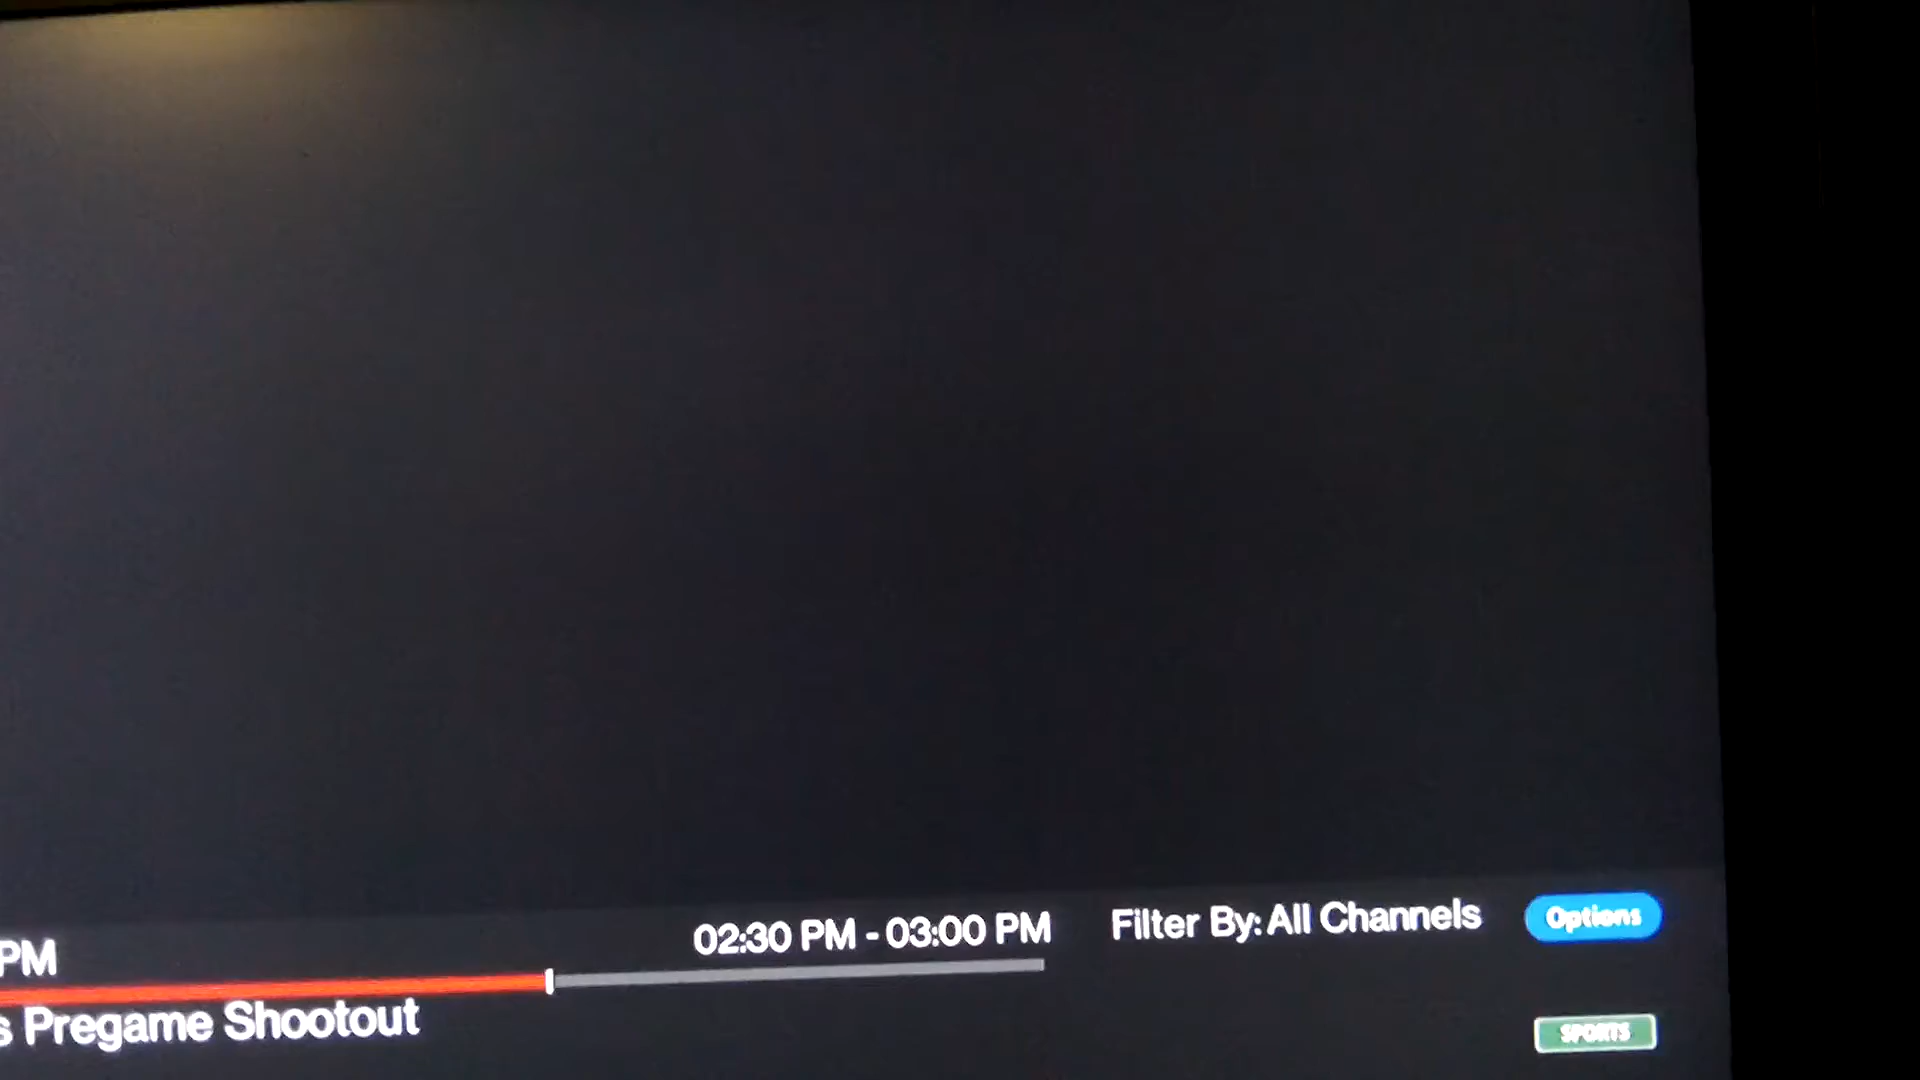 PM
02:30 PM - 03:00 PM
Filter By: All Channels
Options
s Pregame Shootout
SPORTS